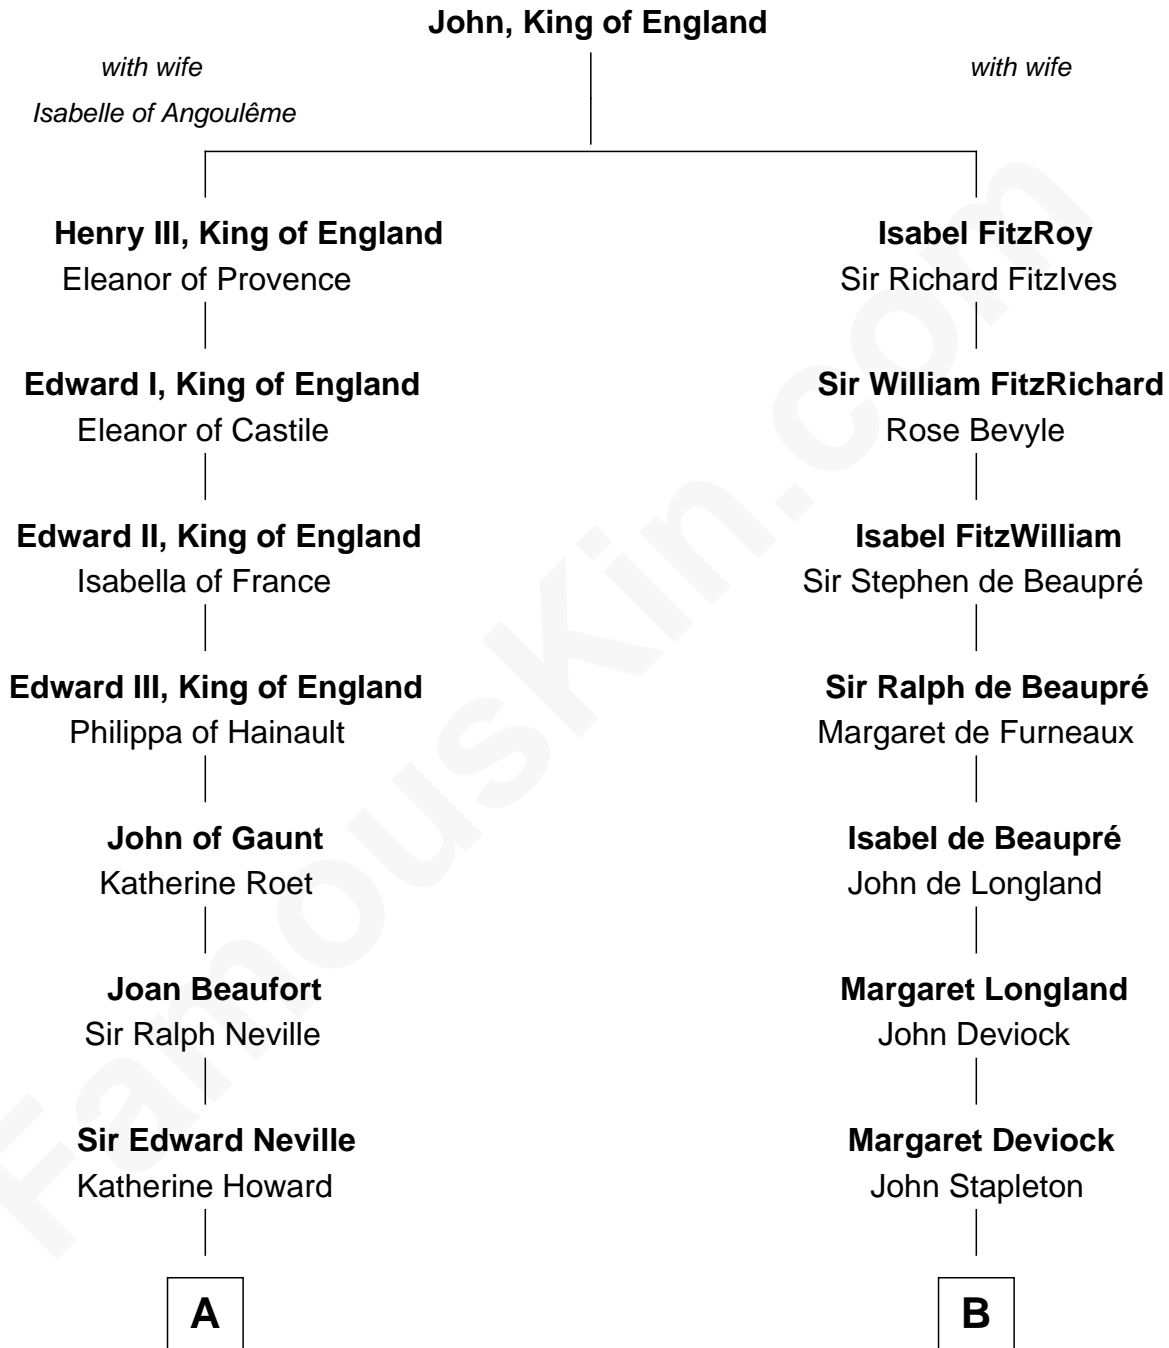 John, King of England
with wife
Isabelle of Angoulême
with wife
Henry III, King of England
Eleanor of Provence
Isabel FitzRoy
Sir Richard FitzIves
Edward I, King of England
Eleanor of Castile
Sir William FitzRichard
Rose Bevyle
Edward II, King of England
Isabella of France
Isabel FitzWilliam
Sir Stephen de Beaupré
Edward III, King of England
Philippa of Hainault
Sir Ralph de Beaupré
Margaret de Furneaux
John of Gaunt
Katherine Roet
Isabel de Beaupré
John de Longland
Joan Beaufort
Sir Ralph Neville
Margaret Longland
John Deviock
Sir Edward Neville
Katherine Howard
Margaret Deviock
John Stapleton
A
B
FamousKin.com